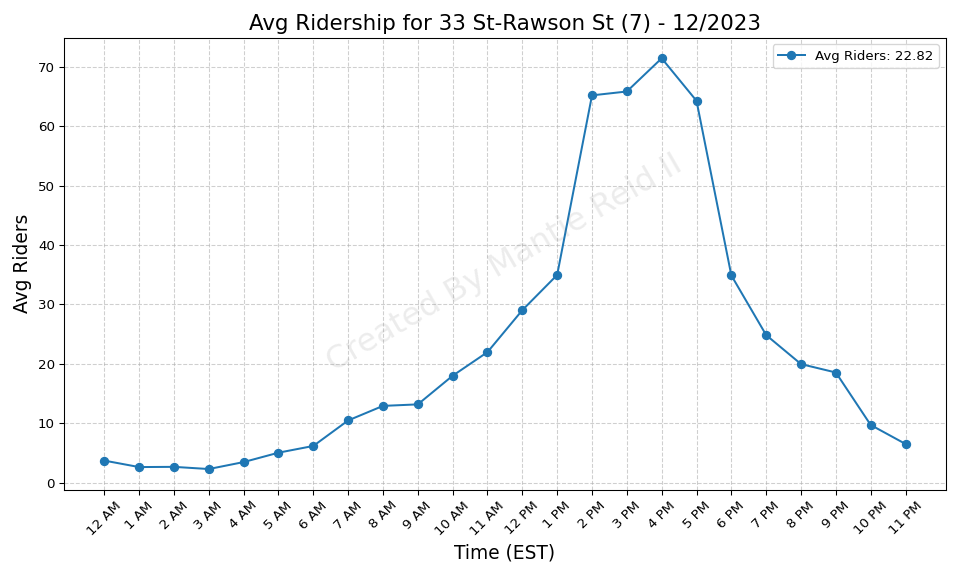 Avg Ridership for 33 St-Rawson St (7) - 12/2023
Avg Riders: 22.82
70
60
50
40
30
20
10
0
Avg Riders
Created By Mantie Reid II
12 AM
1 AM
2 AM
3 AM
4 AM
5 AM
6 AM
7 AM
8 AM
9 AM
10 AM
11 AM
12 PM
1 PM
2 PM
3 PM
4 PM
5 PM
6 PM
7 PM
8 PM
9 PM
10 PM
11 PM
Time (EST)